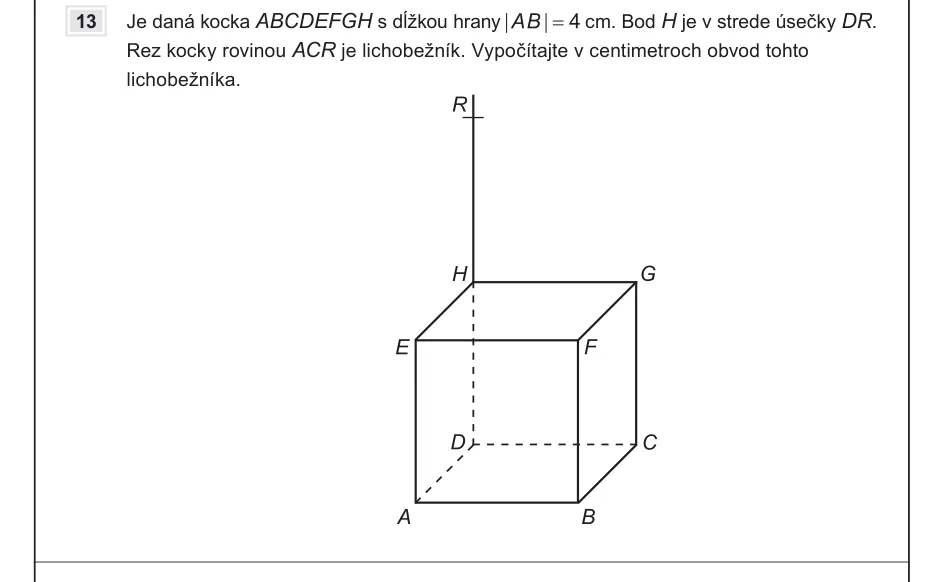 13 Je daná kocka ABCDEFGH s dĺžkou hrany |AB| = 4 cm. Bod H je v strede úsečky DR.
Rez kocky rovinou ACR je lichobežník. Vypočítajte v centimetroch obvod tohto
lichobežníka.
R
H G
E F
D C
A B